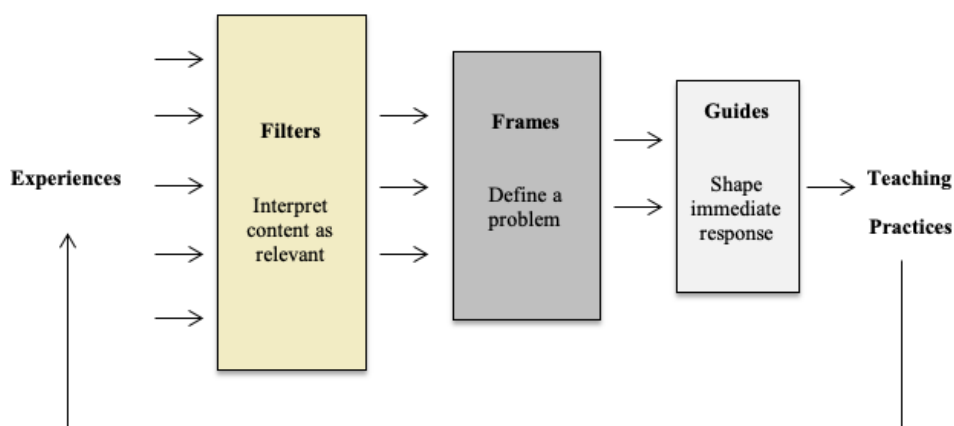 Experiences
Filters
Interpret
content as
relevant
Frames
Define a
problem
Guides
Shape
immediate
response
Teaching
Practices